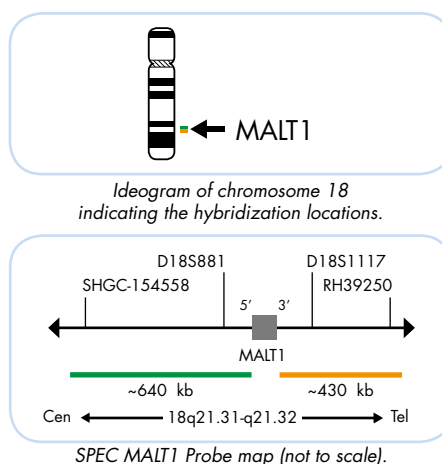 MALT1
Ideogram of chromosome 18
indicating the hybridization locations.
D18S881 D18S1117
SHGC-154558 RH39250
5’ 3’
MALT1
~640 kb ~430 kb
Cen 18q21.31-q21.32 Tel
SPEC MALT1 Probe map (not to scale).